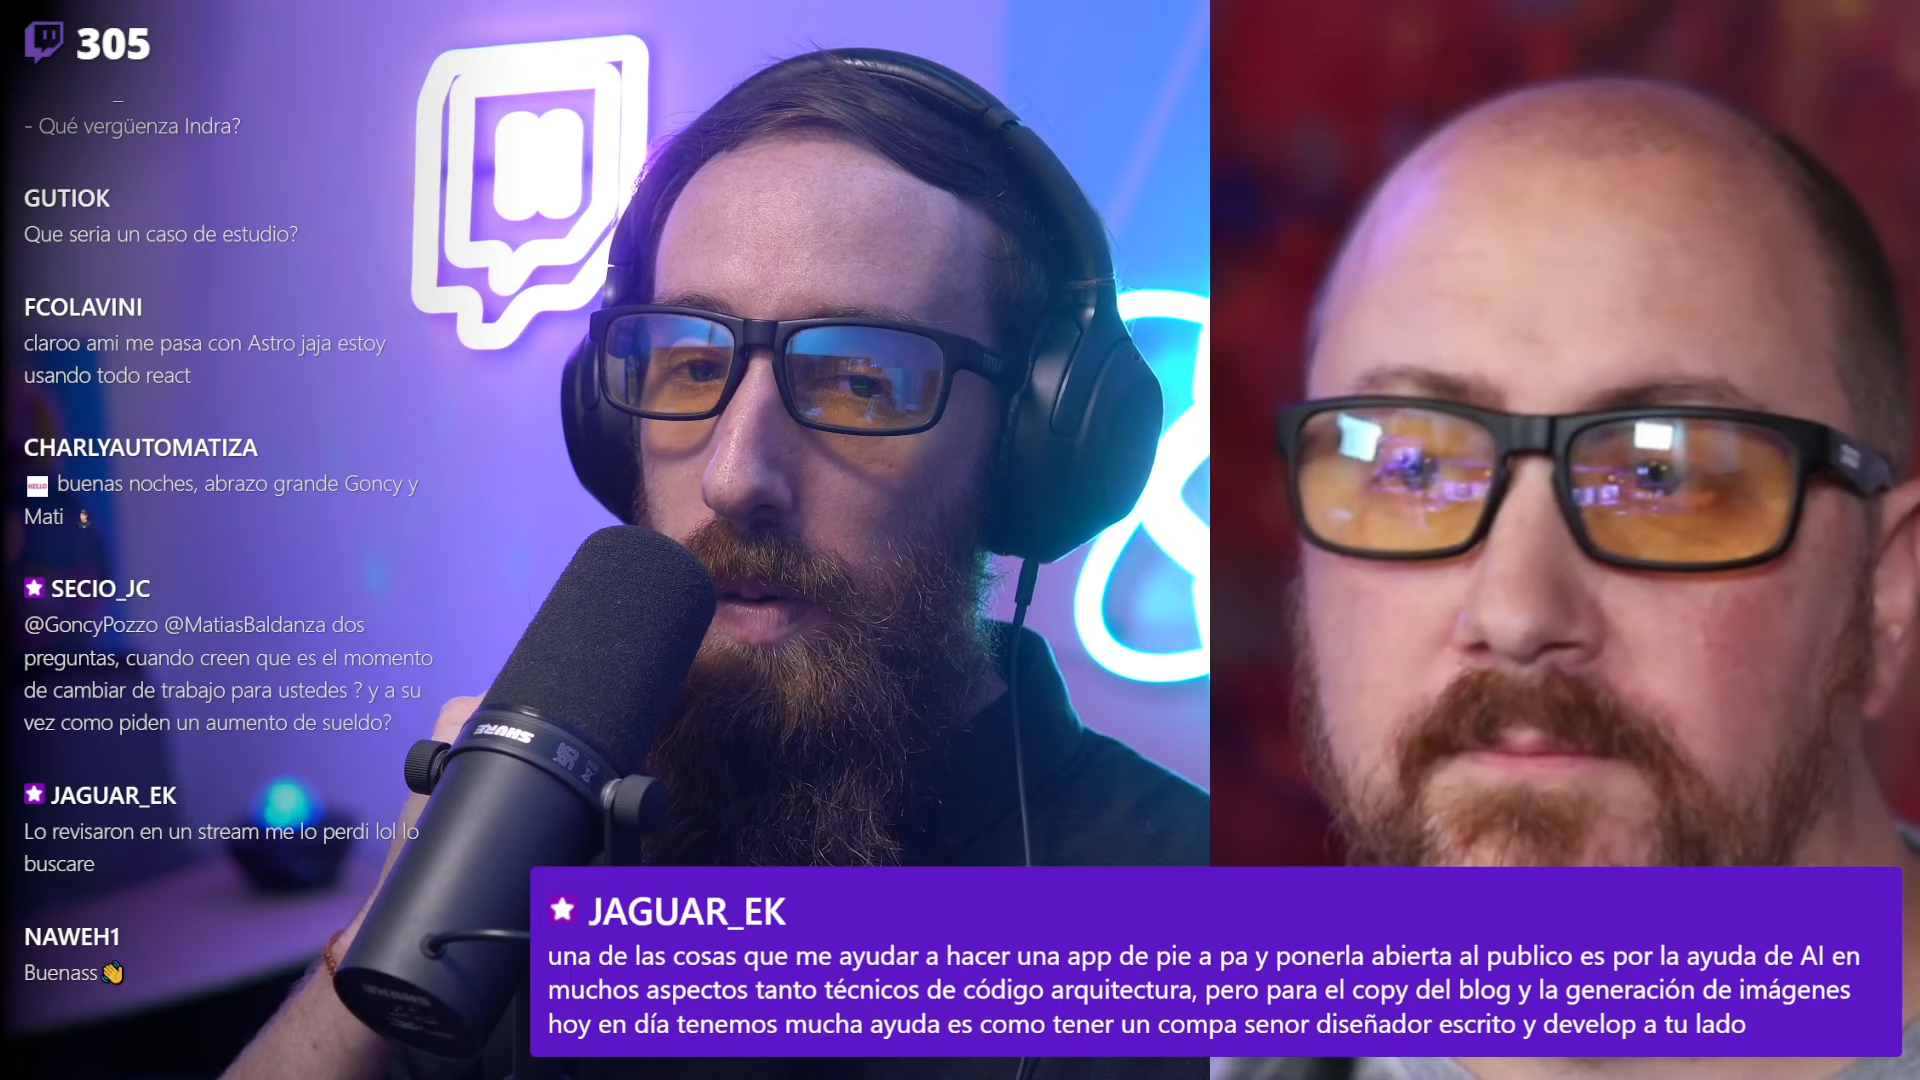 305
- Qué vergüenza Indra?
GUTIOK
Que seria un caso de estudio?
FCOLAVINI
claroo ami me pasa con Astro jaja estoy
usando todo react
CHARLYAUTOMATIZA
HELLO buenas noches, abrazo grande Goncy y
Mati
SECIO_JC
@GoncyPozzo @MatiasBaldanza dos
preguntas, cuando creen que es el momento
de cambiar de trabajo para ustedes ? y a su
vez como piden un aumento de sueldo?
JAGUAR_EK
Lo revisaron en un stream me lo perdi lol lo
buscare
NAWEH1
Buenass👋
SHURE
JAGUAR_EK
una de las cosas que me ayudar a hacer una app de pie a pa y ponerla abierta al publico es por la ayuda de AI en
muchos aspectos tanto técnicos de código arquitectura, pero para el copy del blog y la generación de imágenes
hoy en día tenemos mucha ayuda es como tener un compa senor diseñador escrito y develop a tu lado